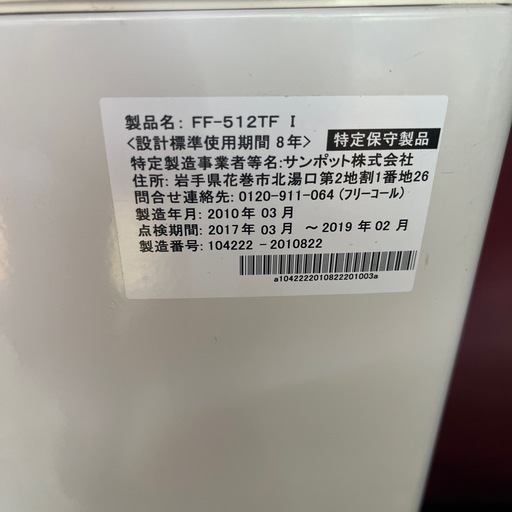 製品名: FF-512TF I
<設計標準使用期間 8年> 特定保守製品
特定製造事業者等名:サンポット株式会社
住所: 岩手県花巻市北湯口第2地割1番地26
問合せ連絡先: 0120-911-064 (フリーコール)
製造年月: 2010 年 03 月
点検期間: 2017 年 03 月 ～ 2019 年 02 月
製造番号: 104222 - 2010822
a1042222010822201003a